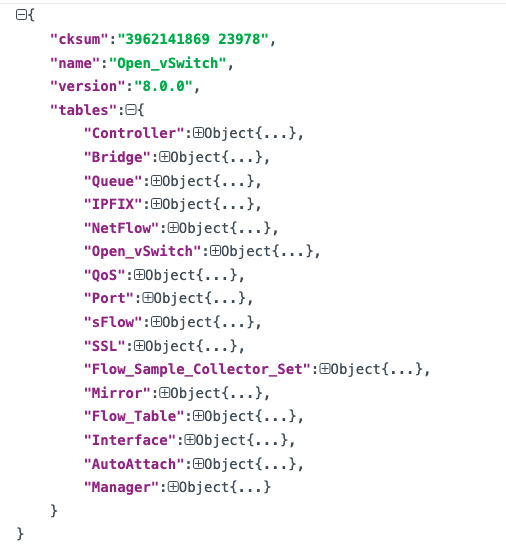 {
"cksum":"3962141869 23978",
"name":"Open_vSwitch",
"version":"8.0.0",
"tables":{
"Controller":Object{...},
"Bridge":Object{...},
"Queue":Object{...},
"IPFIX":Object{...},
"NetFlow":Object{...},
"Open_vSwitch":Object{...},
"QoS":Object{...},
"Port":Object{...},
"sFlow":Object{...},
"SSL":Object{...},
"Flow_Sample_Collector_Set":Object{...},
"Mirror":Object{...},
"Flow_Table":Object{...},
"Interface":Object{...},
"AutoAttach":Object{...},
"Manager":Object{...}
}
}